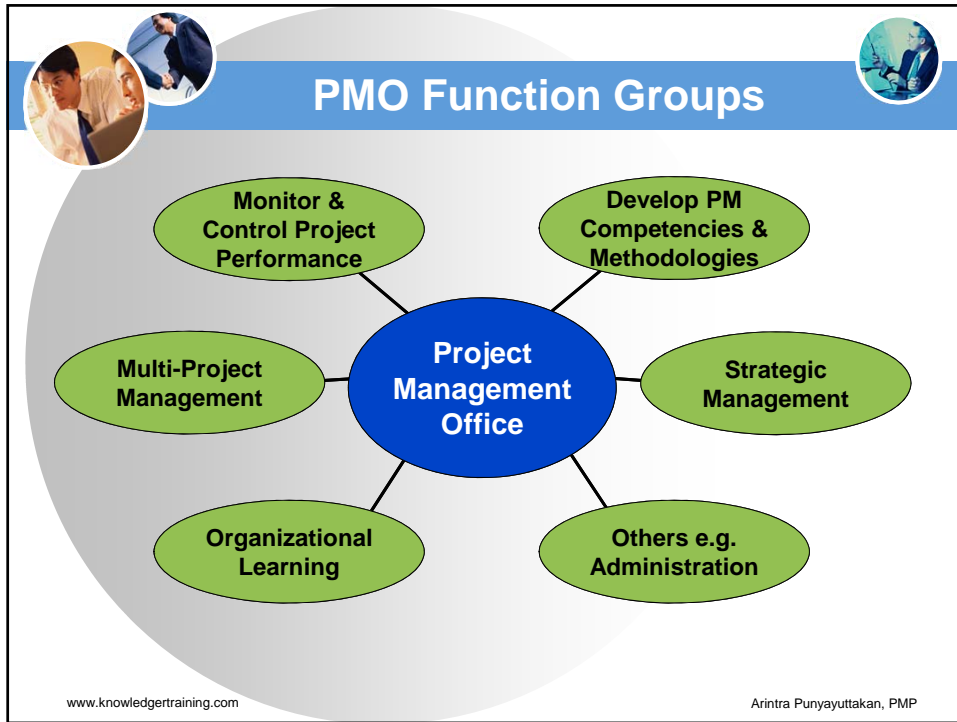 PMO Function Groups
Monitor &
Control Project
Performance
Develop PM
Competencies &
Methodologies
Multi-Project
Management
Project
Management
Office
Strategic
Management
Organizational
Learning
Others e.g.
Administration
www.knowledgertraining.com
Arintra Punyayuttakan, PMP